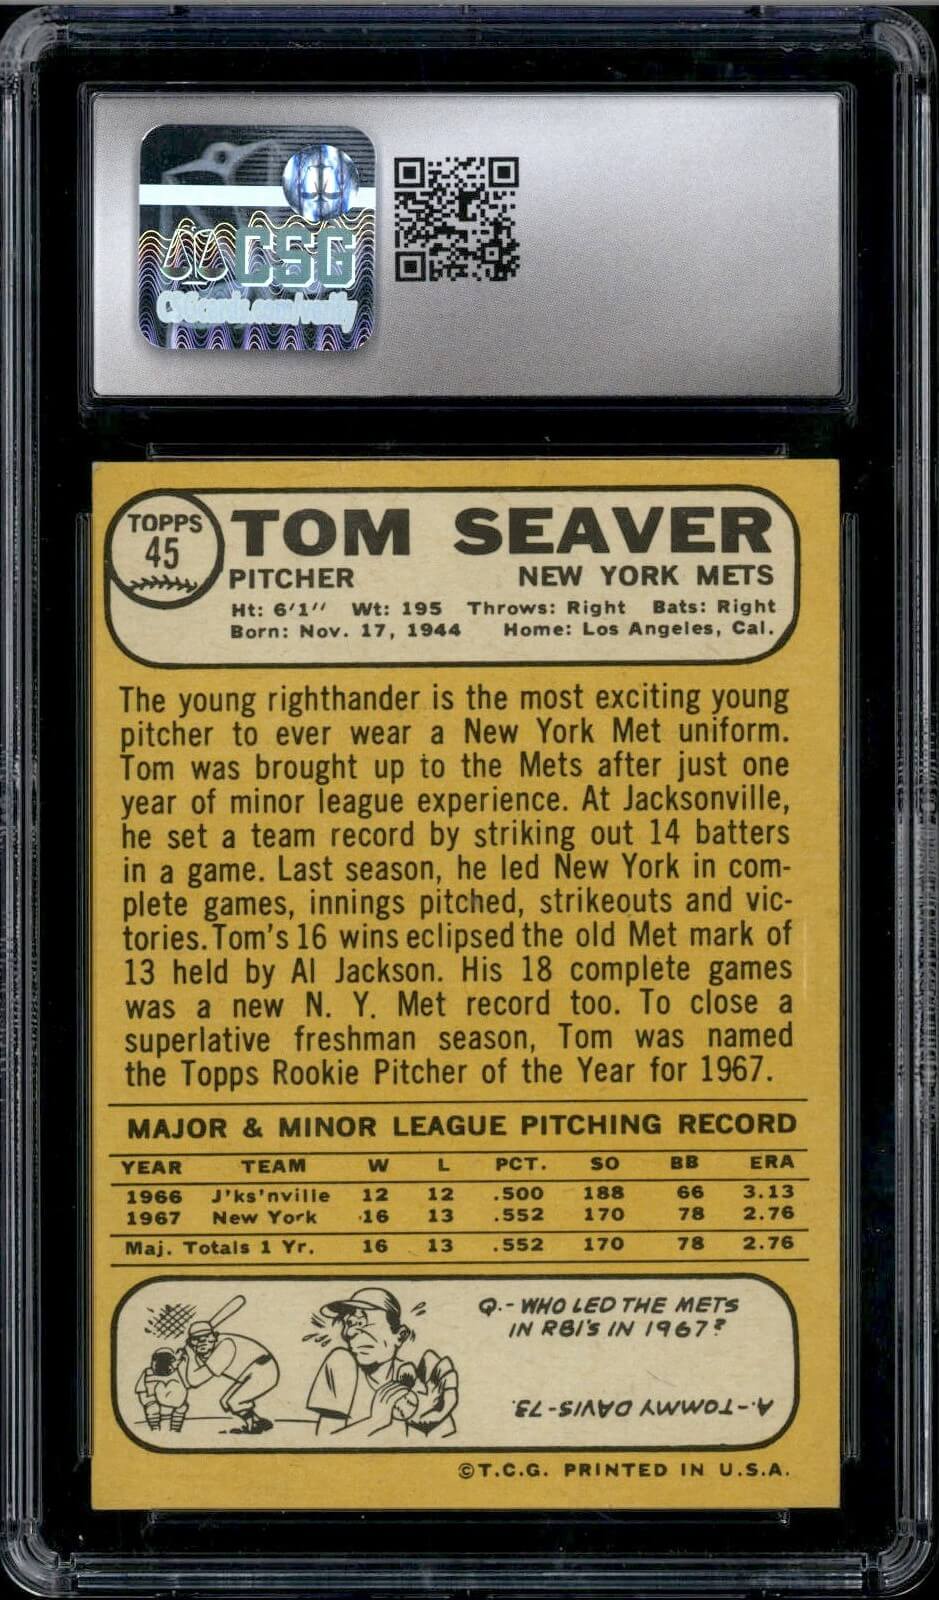 CSG
CSGcards.com/verify
TOPPS
45
TOM SEAVER
PITCHER NEW YORK METS
Ht: 6'1" Wt: 195 Throws: Right Bats: Right
Born: Nov. 17, 1944 Home: Los Angeles, Cal.
The young righthander is the most exciting young
pitcher to ever wear a New York Met uniform.
Tom was brought up to the Mets after just one
year of minor league experience. At Jacksonville,
he set a team record by striking out 14 batters
in a game. Last season, he led New York in com-
plete games, innings pitched, strikeouts and vic-
tories. Tom's 16 wins eclipsed the old Met mark of
13 held by Al Jackson. His 18 complete games
was a new N. Y. Met record too. To close a
superlative freshman season, Tom was named
the Topps Rookie Pitcher of the Year for 1967.
MAJOR & MINOR LEAGUE PITCHING RECORD
YEAR TEAM W L PCT. SO BB ERA
1966 J'ks'nville 12 12 .500 188 66 3.13
1967 New York 16 13 .552 170 78 2.76
Maj. Totals 1 Yr. 16 13 .552 170 78 2.76
Q.- WHO LED THE METS
IN RBI'S IN 1967?
A.-TOMMY DAVIS-73.
©T.C.G. PRINTED IN U.S.A.